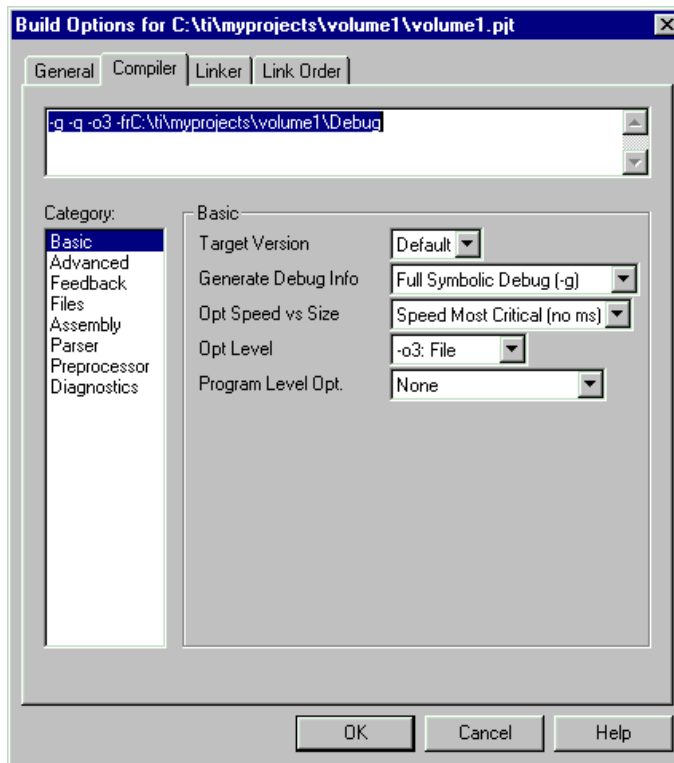 Build Options for C:\ti\myprojects\volume1\volume1.pjt
General Compiler Linker Link Order
-g -q -o3 -frC:\ti\myprojects\volume1\Debug
Category:
Basic
Advanced
Feedback
Files
Assembly
Parser
Preprocessor
Diagnostics
Basic
Target Version Default
Generate Debug Info Full Symbolic Debug (-g)
Opt Speed vs Size Speed Most Critical (no ms)
Opt Level -o3: File
Program Level Opt. None
OK Cancel Help